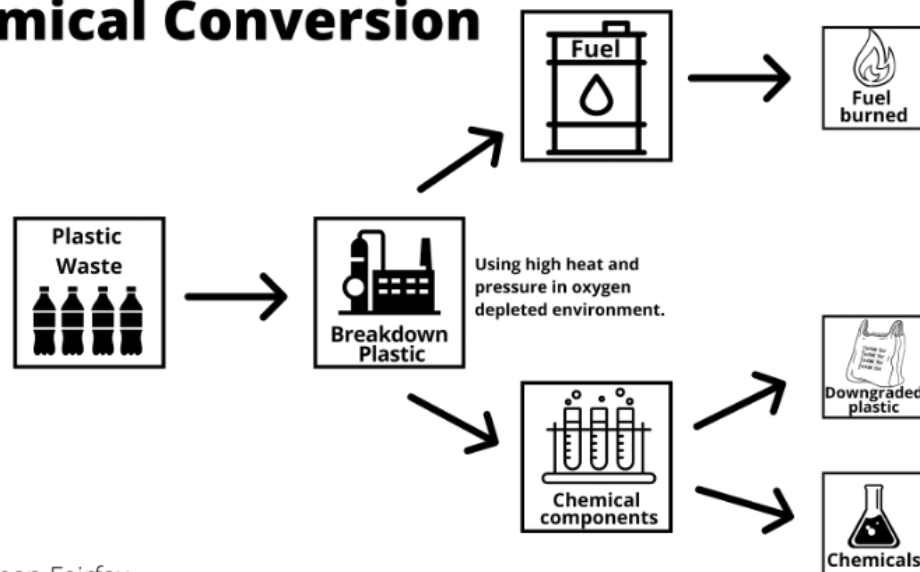 mical Conversion
Fuel
Fuel
burned
Plastic
Waste
Using high heat and
pressure in oxygen
depleted environment.
Breakdown
Plastic
Downgraded
plastic
Chemical
components
Chemicals
Fairfax